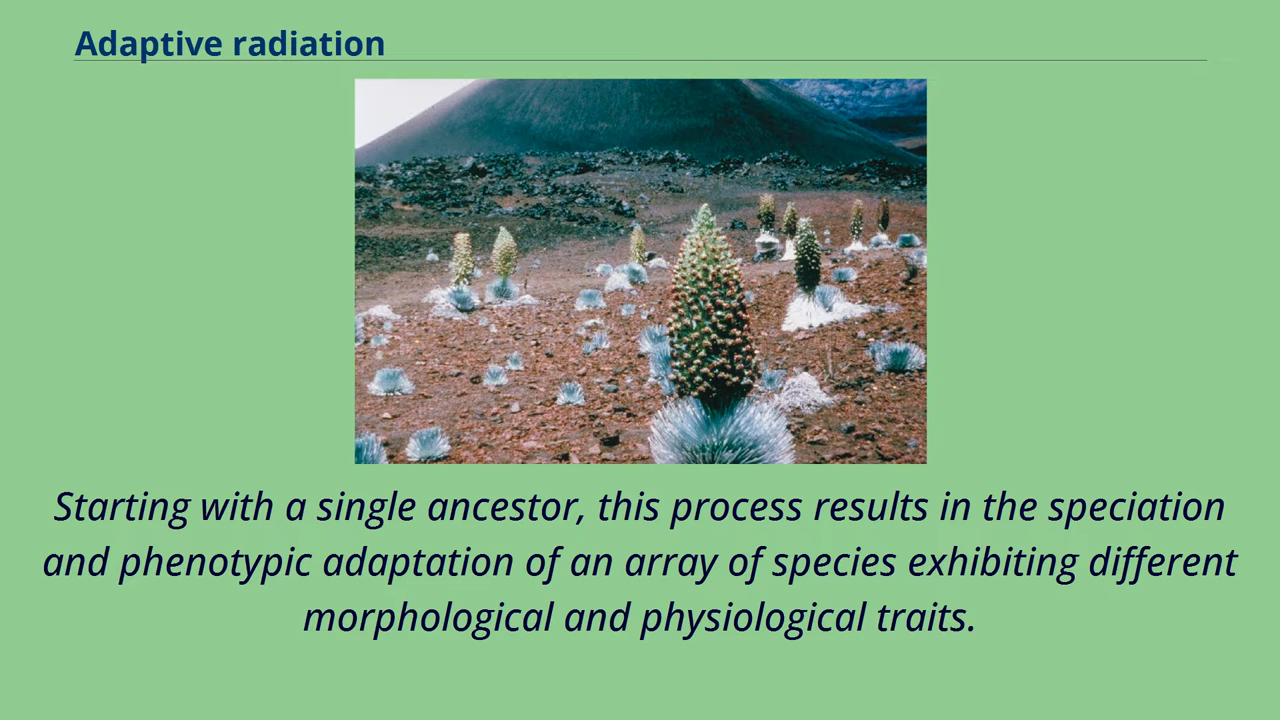 Adaptive radiation
Starting with a single ancestor, this process results in the speciation
and phenotypic adaptation of an array of species exhibiting different
morphological and physiological traits.